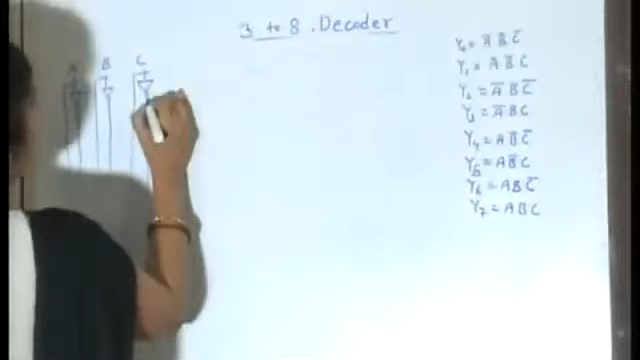 3 to 8 . Decoder
A B C
Y₀ = A̅ B̅ C̅
Y₁ = A̅ B̅ C
Y₂ = A̅ B C̅
Y₃ = A̅ B C
Y₄ = A B̅ C̅
Y₅ = A B̅ C
Y₆ = A B C̅
Y₇ = A B C